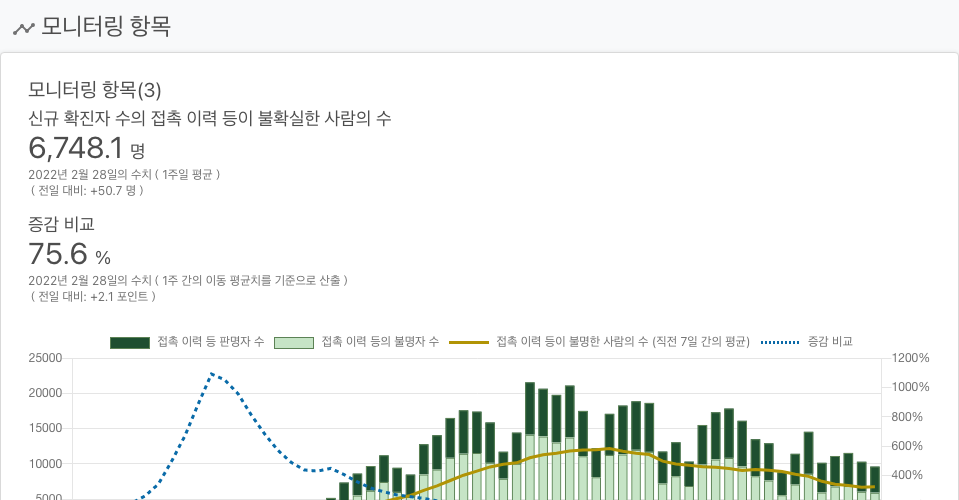 모니터링 항목
모니터링 항목(3)
신규 확진자 수의 접촉 이력 등이 불확실한 사람의 수
6,748.1 명
2022년 2월 28일의 수치 ( 1주일 평균 )
( 전일 대비: +50.7 명 )
증감 비교
75.6 %
2022년 2월 28일의 수치 ( 1주 간의 이동 평균치를 기준으로 산출 )
( 전일 대비: +2.1 포인트 )
접촉 이력 등 판명자 수 접촉 이력 등의 불명자 수 접촉 이력 등이 불명한 사람의 수 (직전 7일 간의 평균) 증감 비교
25000 1200%
20000 1000%
15000 800%
10000 600%
5000 400%